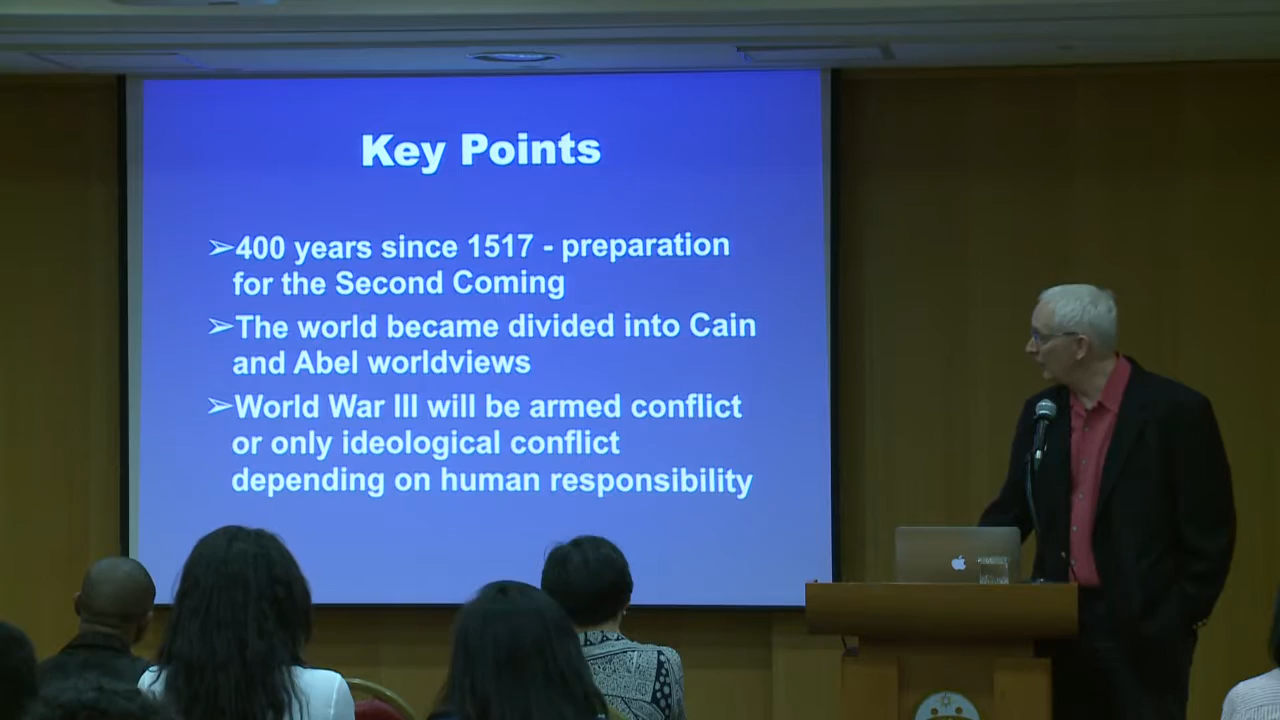 Key Points
➢400 years since 1517 - preparation
for the Second Coming
➢The world became divided into Cain
and Abel worldviews
➢World War III will be armed conflict
or only ideological conflict
depending on human responsibility